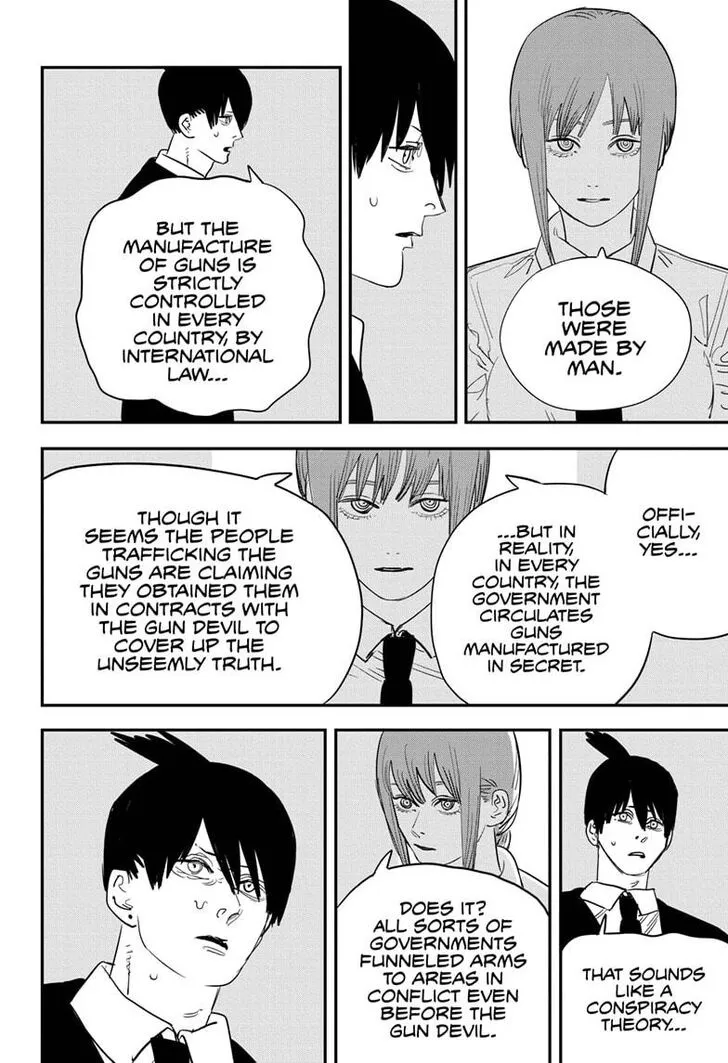 THOSE
WERE
MADE BY
MAN.
BUT THE
MANUFACTURE
OF GUNS IS
STRICTLY
CONTROLLED
IN EVERY
COUNTRY, BY
INTERNATIONAL
LAW...
OFFI-
CIALLY,
YES...
...BUT IN
REALITY,
IN EVERY
COUNTRY, THE
GOVERNMENT
CIRCULATES
GUNS
MANUFACTURED
IN SECRET.
THOUGH IT
SEEMS THE PEOPLE
TRAFFICKING THE
GUNS ARE CLAIMING
THEY OBTAINED THEM
IN CONTRACTS WITH
THE GUN DEVIL TO
COVER UP THE
UNSEEMLY TRUTH.
THAT SOUNDS
LIKE A
CONSPIRACY
THEORY...
DOES IT?
ALL SORTS OF
GOVERNMENTS
FUNNELED ARMS
TO AREAS IN
CONFLICT EVEN
BEFORE THE
GUN DEVIL.